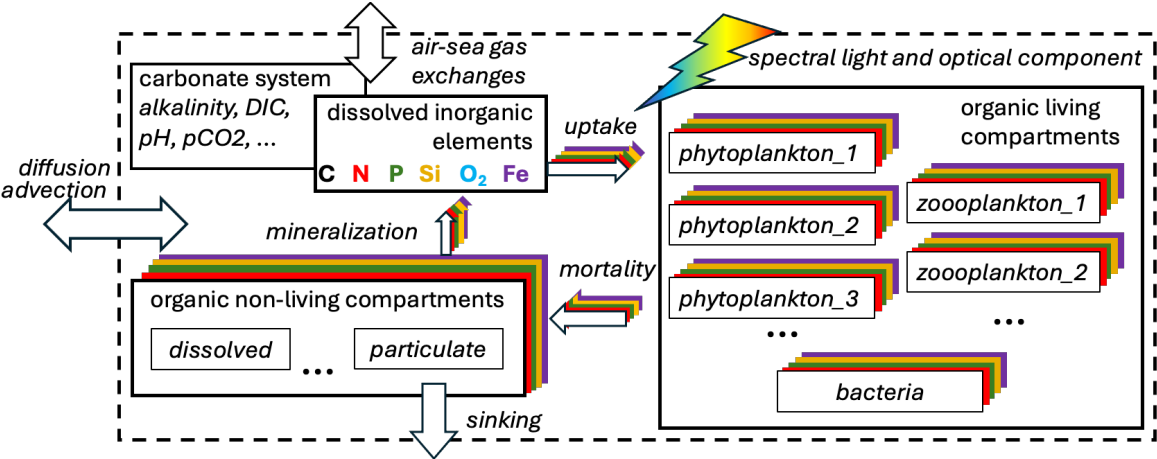 air-sea gas
exchanges
spectral light and optical component
carbonate system
alkalinity, DIC,
pH, pCO2, ...
dissolved inorganic
elements
C N P Si O₂ Fe
uptake
organic living
compartments
phytoplankton_1
zoooplankton_1
phytoplankton_2
zoooplankton_2
phytoplankton_3
...
...
bacteria
diffusion
advection
mineralization
mortality
organic non-living compartments
dissolved
...
particulate
sinking